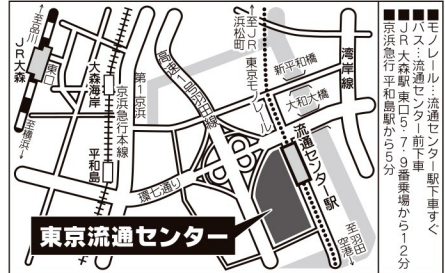 ■モノレール…流通センター駅下車すぐ
■バス…流通センター前下車
■JR大森駅東口5・7・9番乗場から12分
■京浜急行 平和島駅から5分
湾岸線
至JR浜松町
東京モノレール
新平和橋
大和大橋
流通センター駅
至羽田空港
高速1号羽田線
第1京浜
京浜急行本線
大森海岸
平和島
環七通り
至品川
JR大森
東口
至横浜
東京流通センター